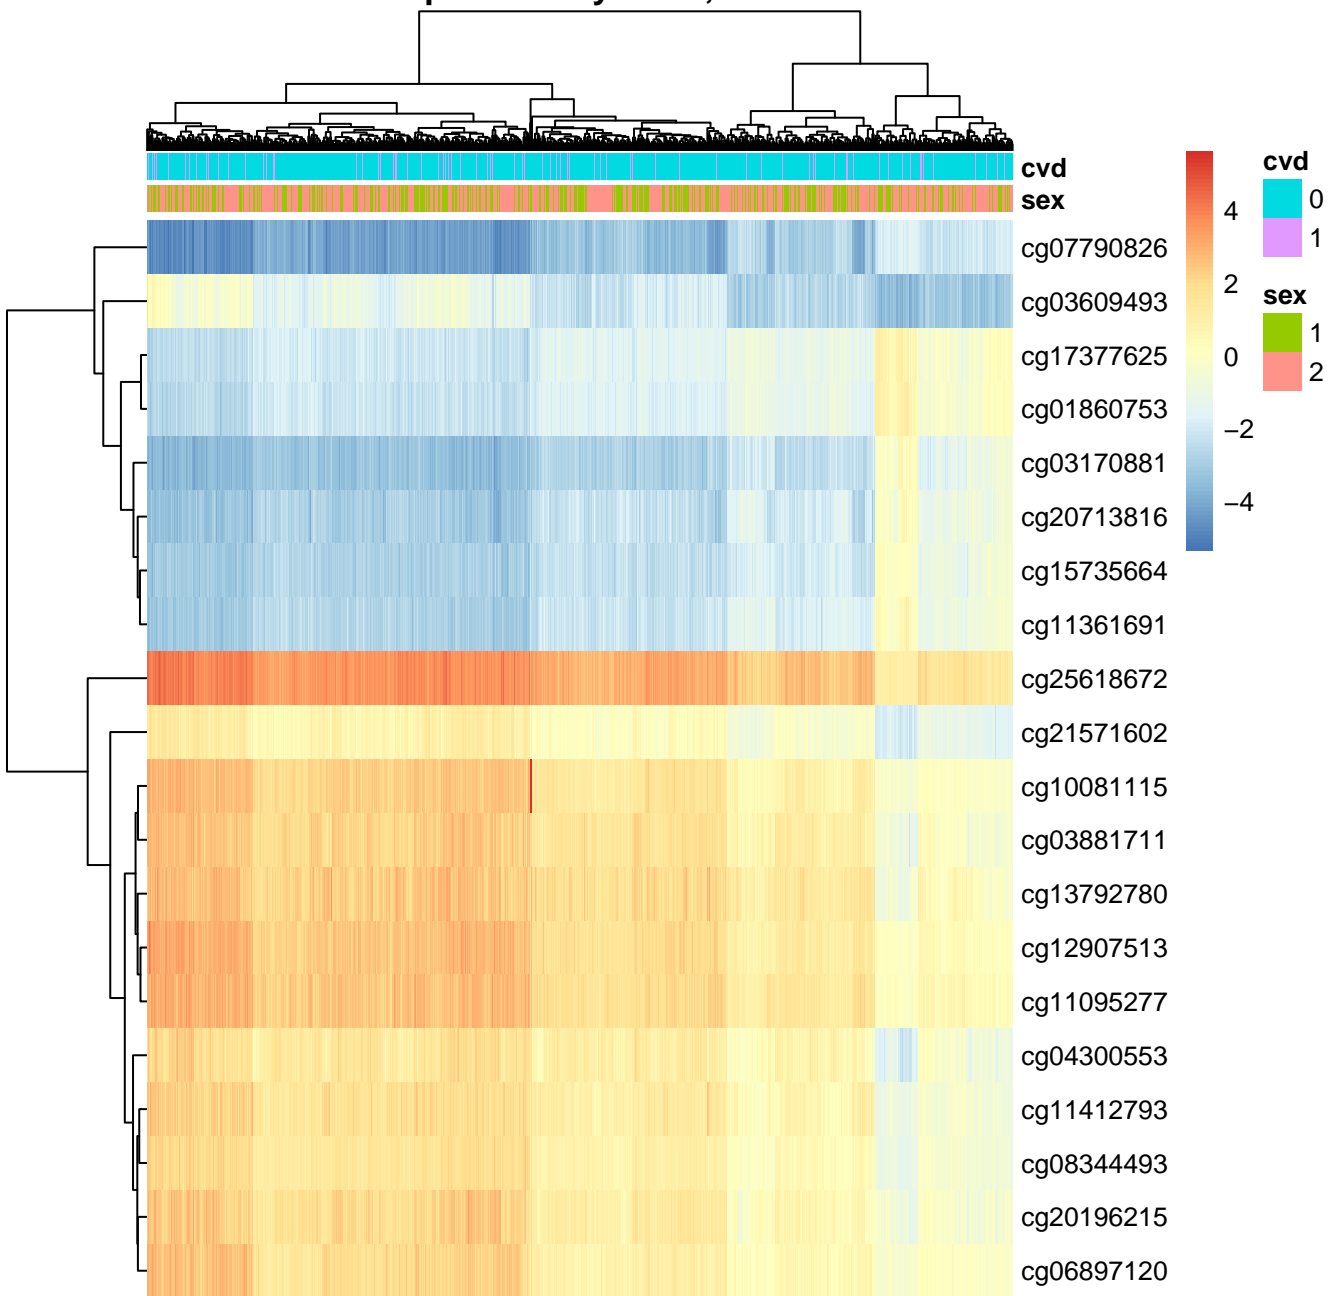 cvd
sex
cg07790826
cg03609493
cg17377625
cg01860753
cg03170881
cg20713816
cg15735664
cg11361691
cg25618672
cg21571602
cg10081115
cg03881711
cg13792780
cg12907513
cg11095277
cg04300553
cg11412793
cg08344493
cg20196215
cg06897120
4
2
0
−2
−4
cvd
0
1
sex
1
2